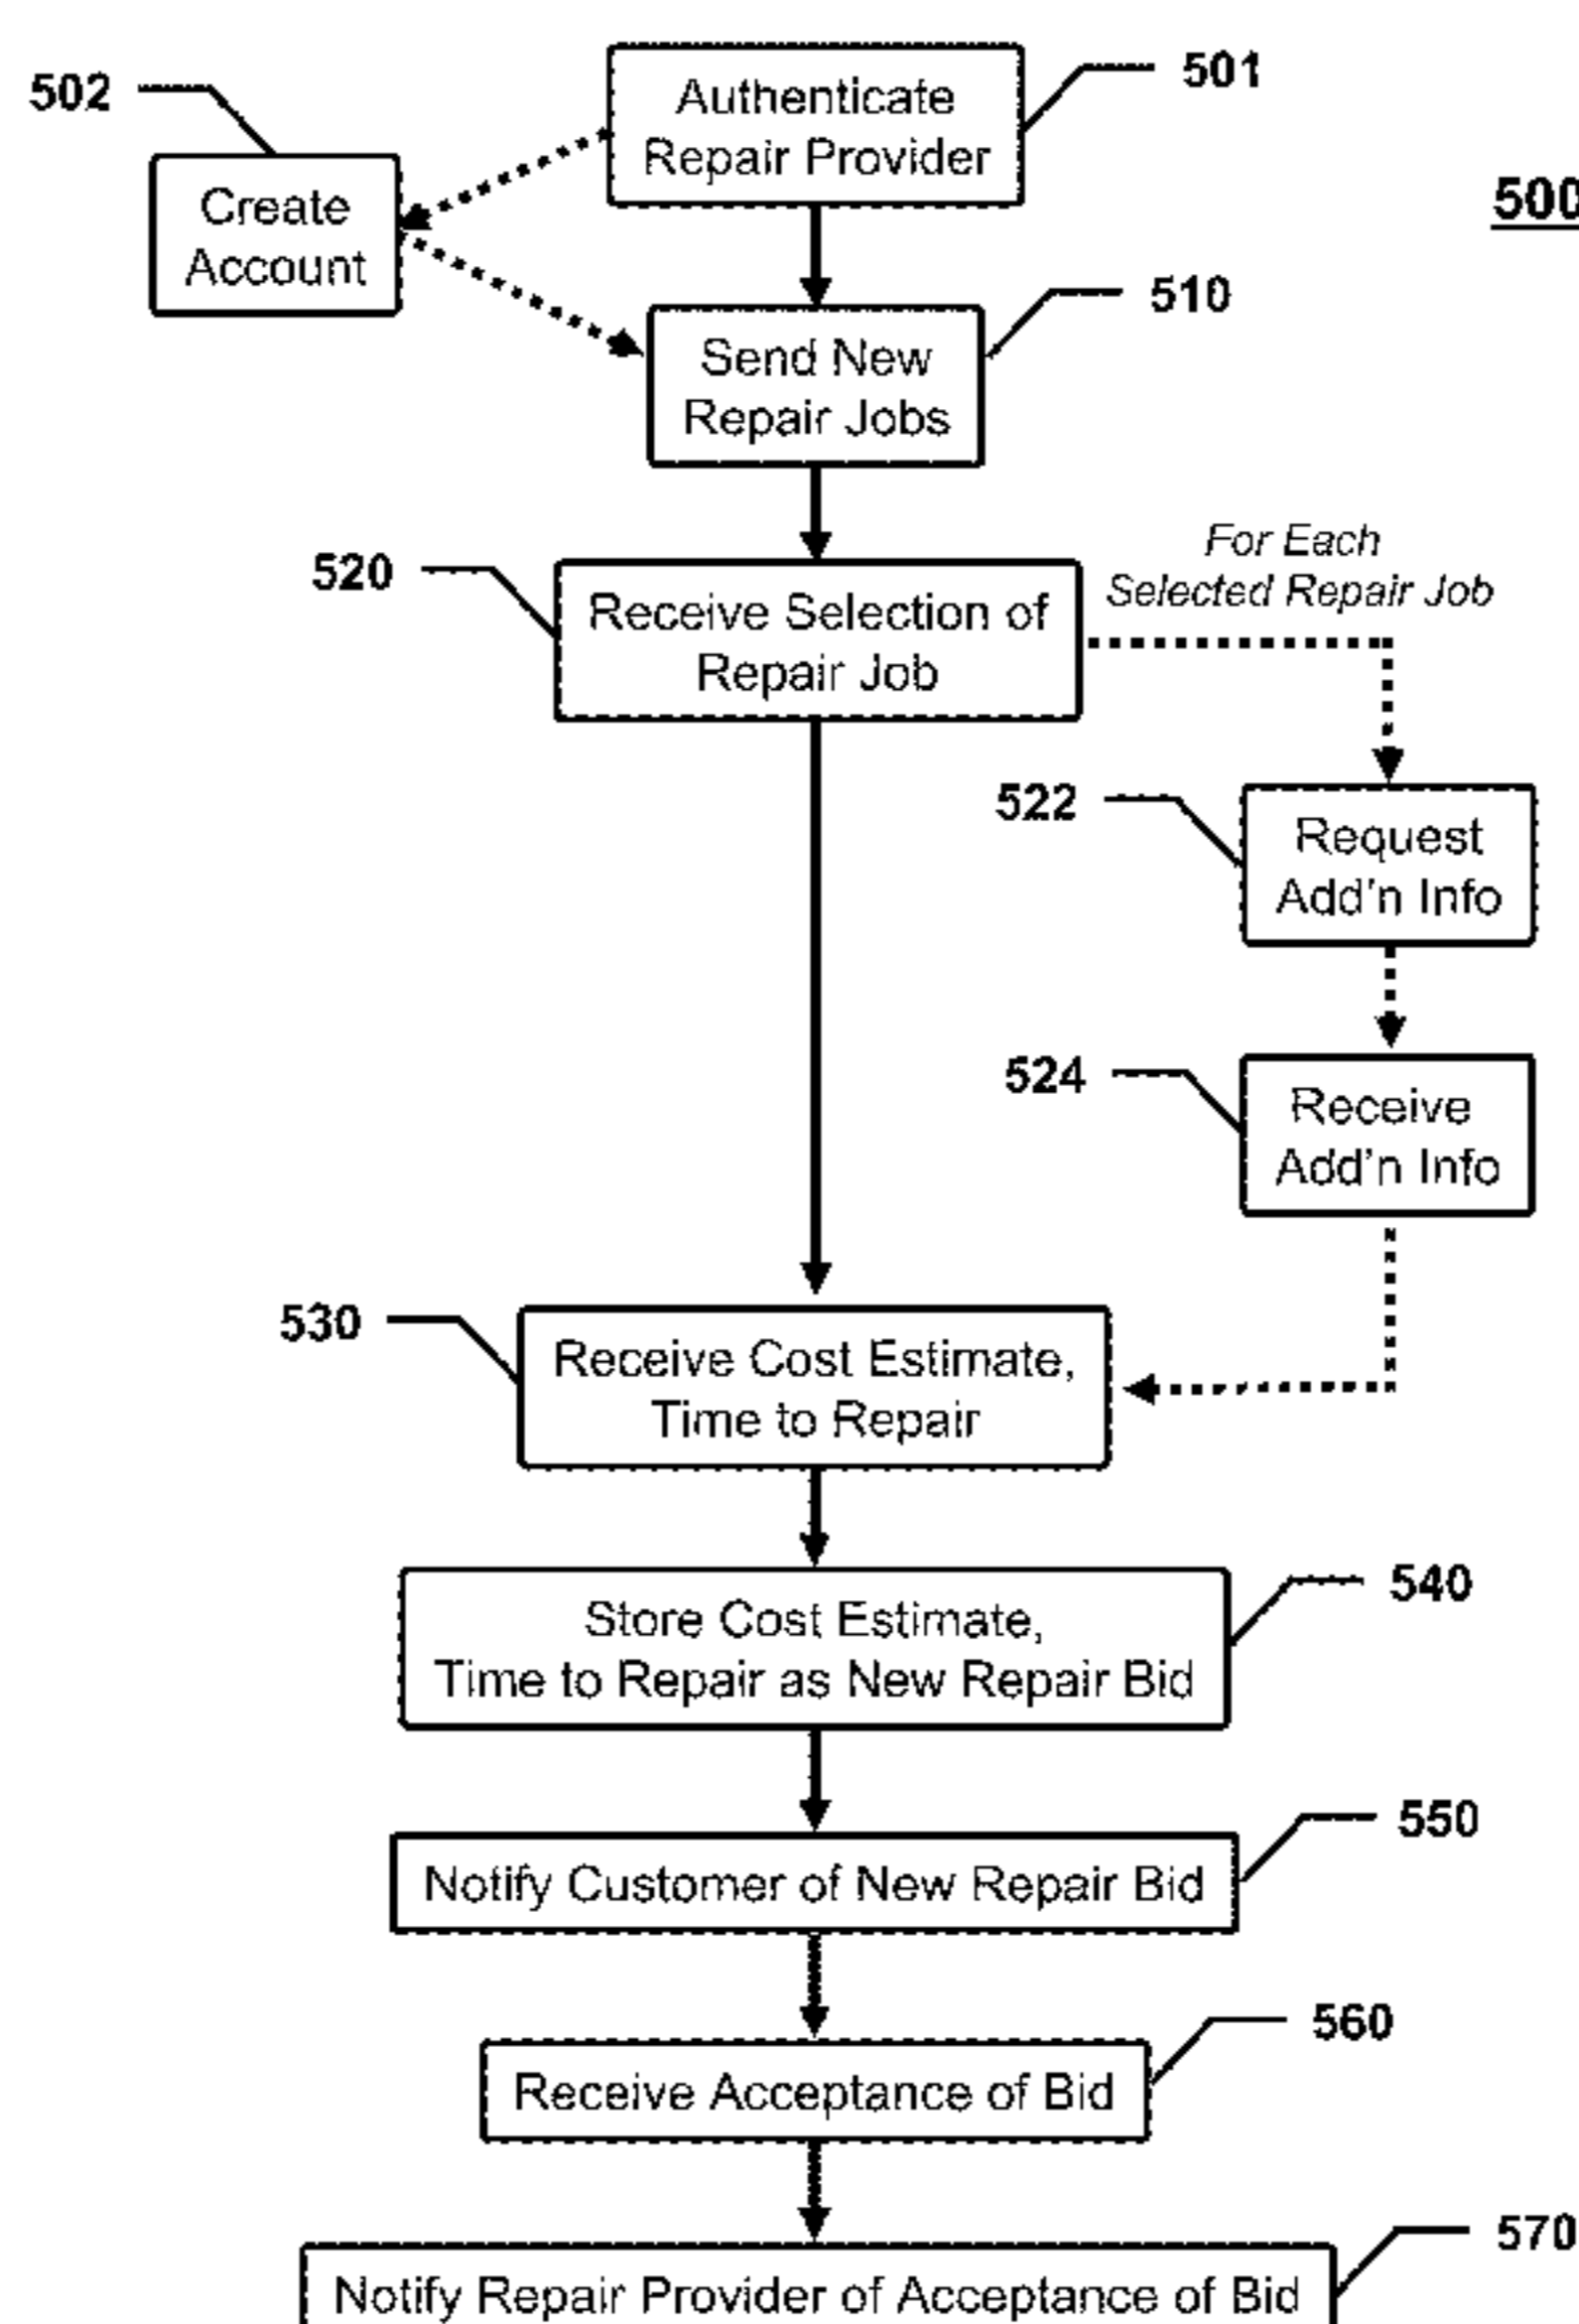 502
Authenticate
Repair Provider
501
Create
Account
500
510
Send New
Repair Jobs
520
Receive Selection of
Repair Job
For Each
Selected Repair Job
522
Request
Add'n Info
524
Receive
Add'n Info
530
Receive Cost Estimate,
Time to Repair
540
Store Cost Estimate,
Time to Repair as New Repair Bid
550
Notify Customer of New Repair Bid
560
Receive Acceptance of Bid
570
Notify Repair Provider of Acceptance of Bid